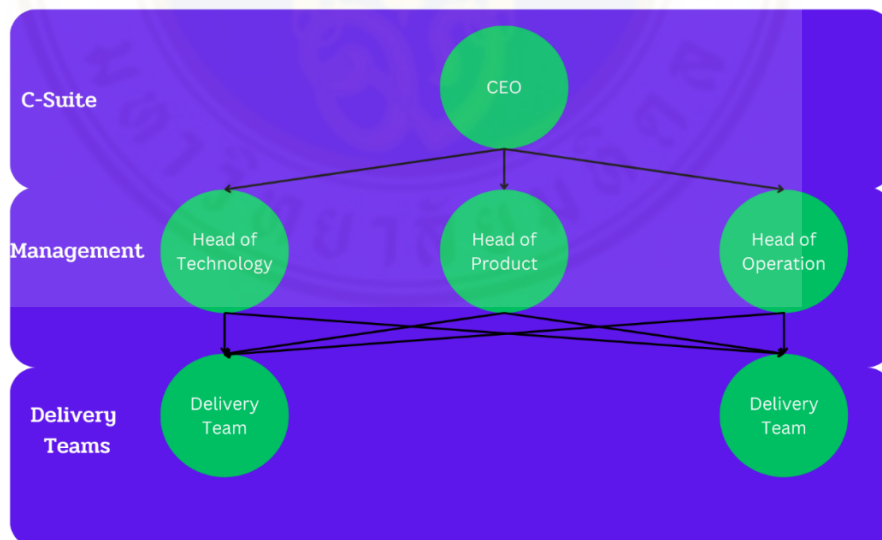 CEO
C-Suite
Head of
Technology
Head of
Product
Head of
Operation
Management
Delivery
Team
Delivery
Team
Delivery
Teams